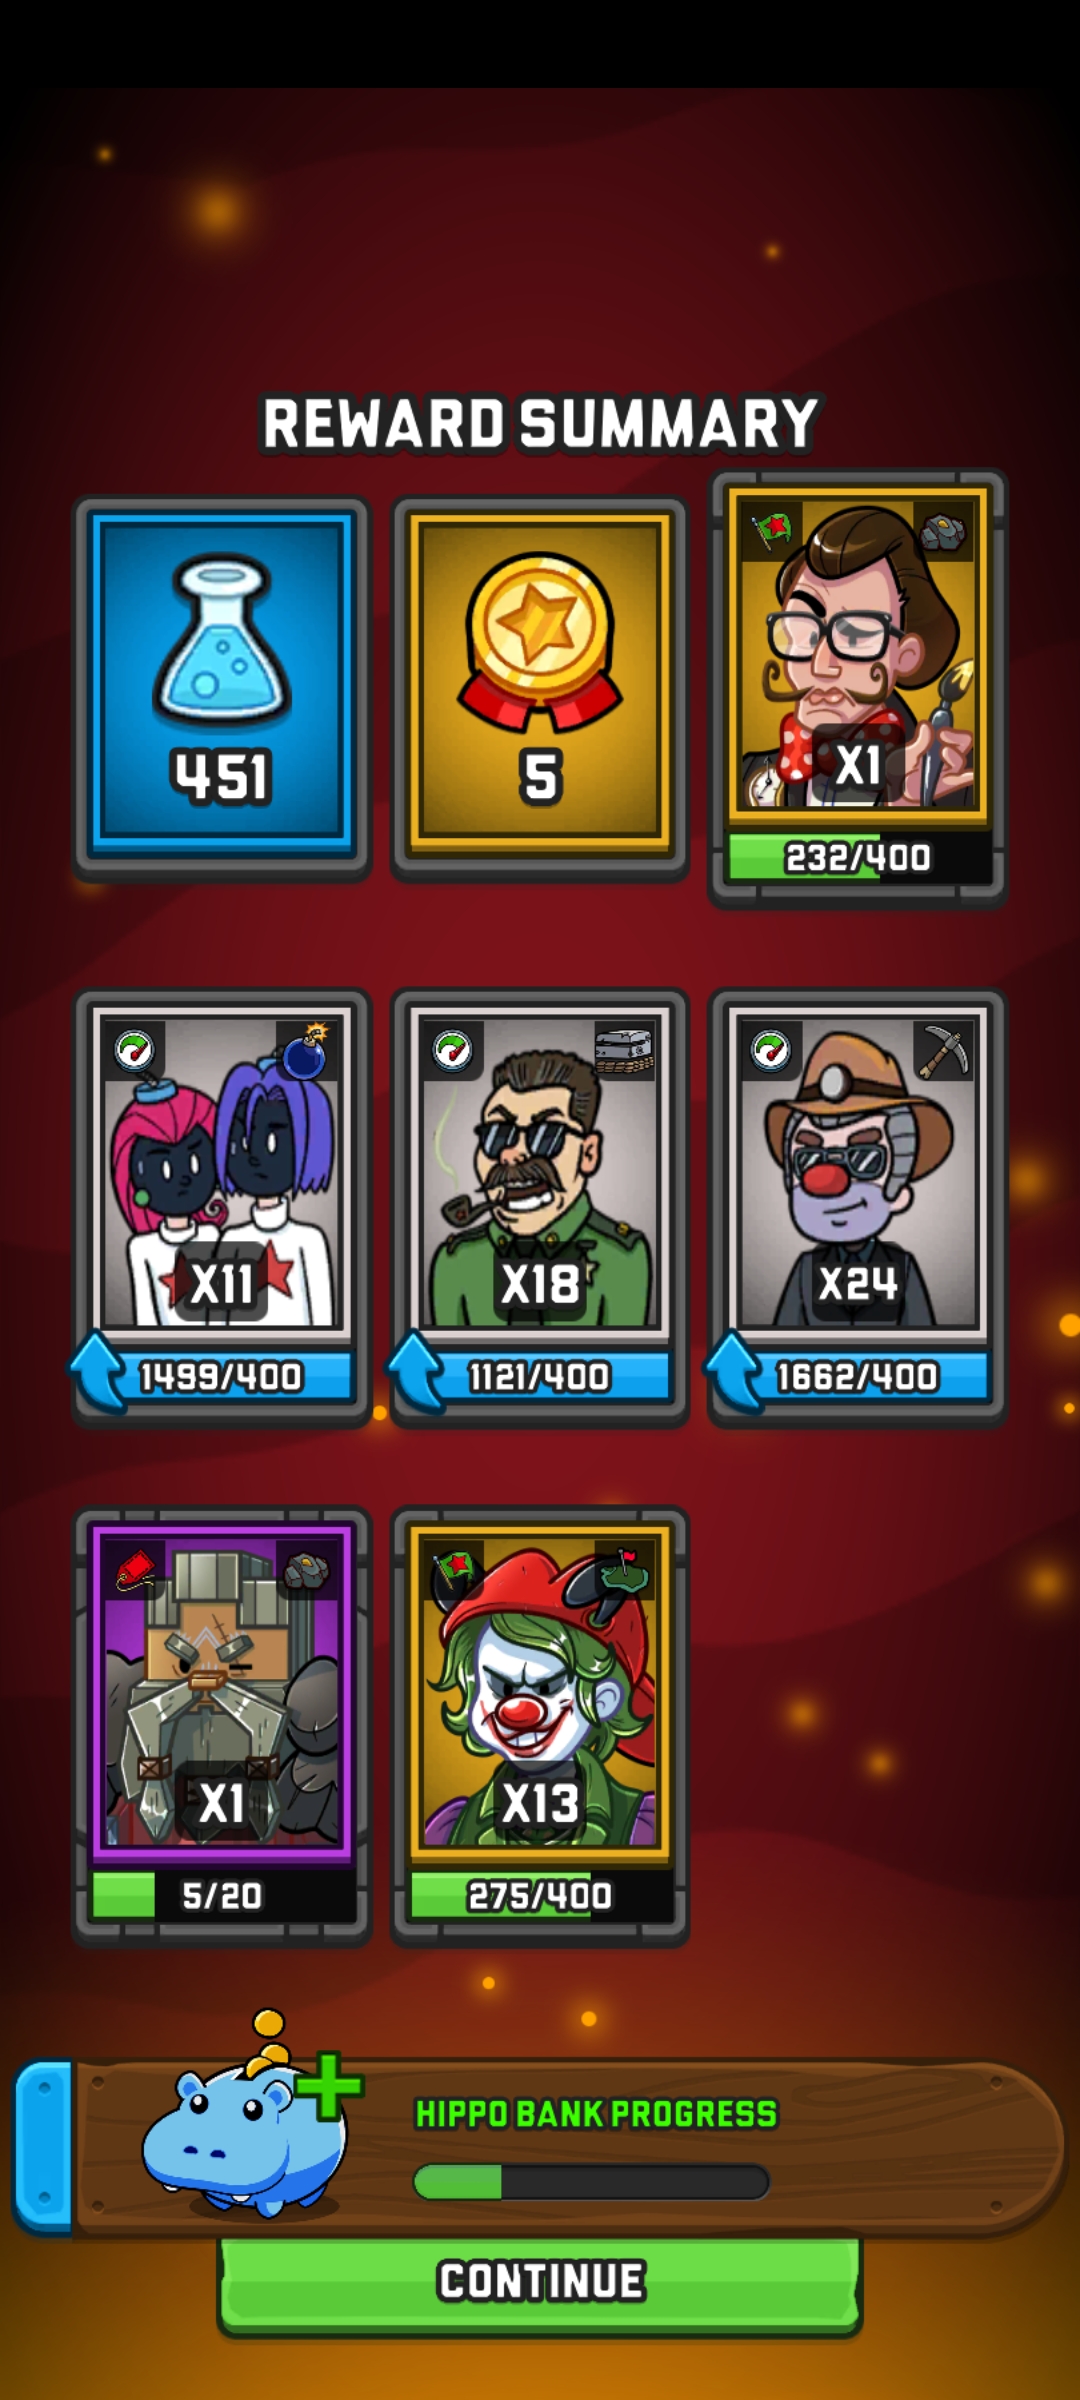 REWARD SUMMARY
451
5
X1
232/400
X11
X18
X24
1499/400
1121/400
1662/400
X1
X13
5/20
275/400
HIPPO BANK PROGRESS
CONTINUE